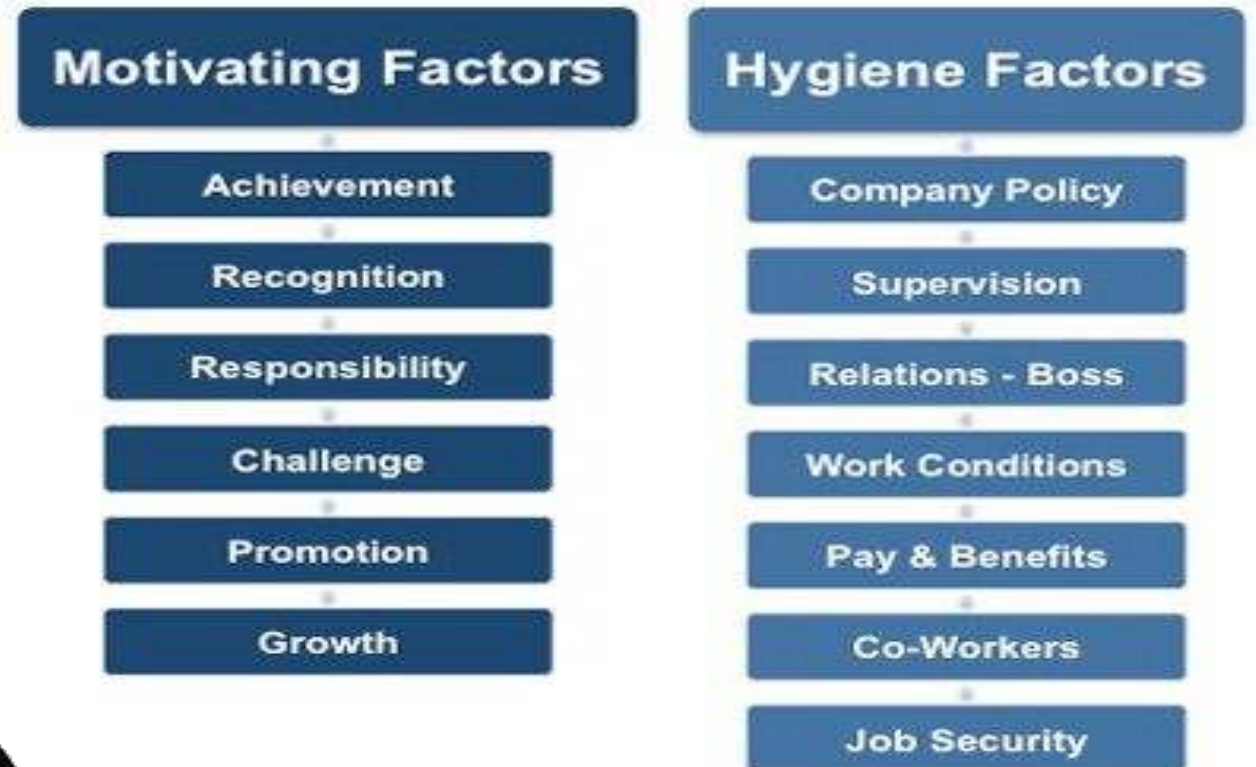 Motivating Factors
Achievement
Recognition
Responsibility
Challenge
Promotion
Growth
Hygiene Factors
Company Policy
Supervision
Relations - Boss
Work Conditions
Pay & Benefits
Co-Workers
Job Security